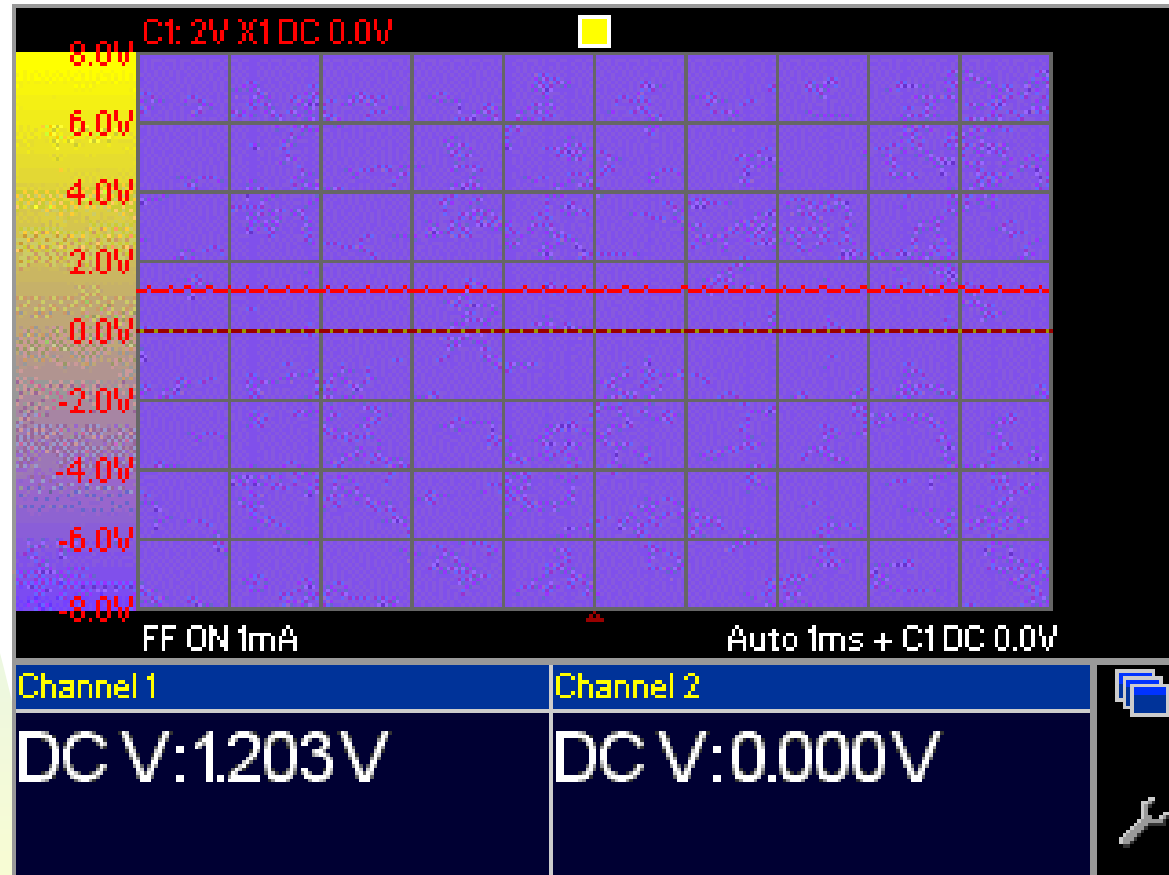 C1: 2V X1 DC 0.0V
8.0V
6.0V
4.0V
2.0V
0.0V
-2.0V
-4.0V
-6.0V
-8.0V
FF ON 1mA
Auto 1ms + C1 DC 0.0V
Channel 1
Channel 2
DC V:1.203V
DC V:0.000V